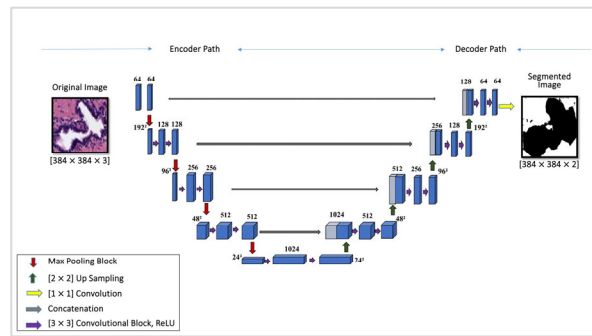 Encoder Path
Decoder Path
Original Image
[384 × 384 × 3]
64 64
192² 128 128
96² 256 256
48² 512 512
24² 1024
1024 512 48²
512 256 96²
256 128 192²
128 64 64
Segmented
Image
[384 × 384 × 2]
Max Pooling Block
[2 × 2] Up Sampling
[1 × 1] Convolution
Concatenation
[3 × 3] Convolutional Block, ReLU